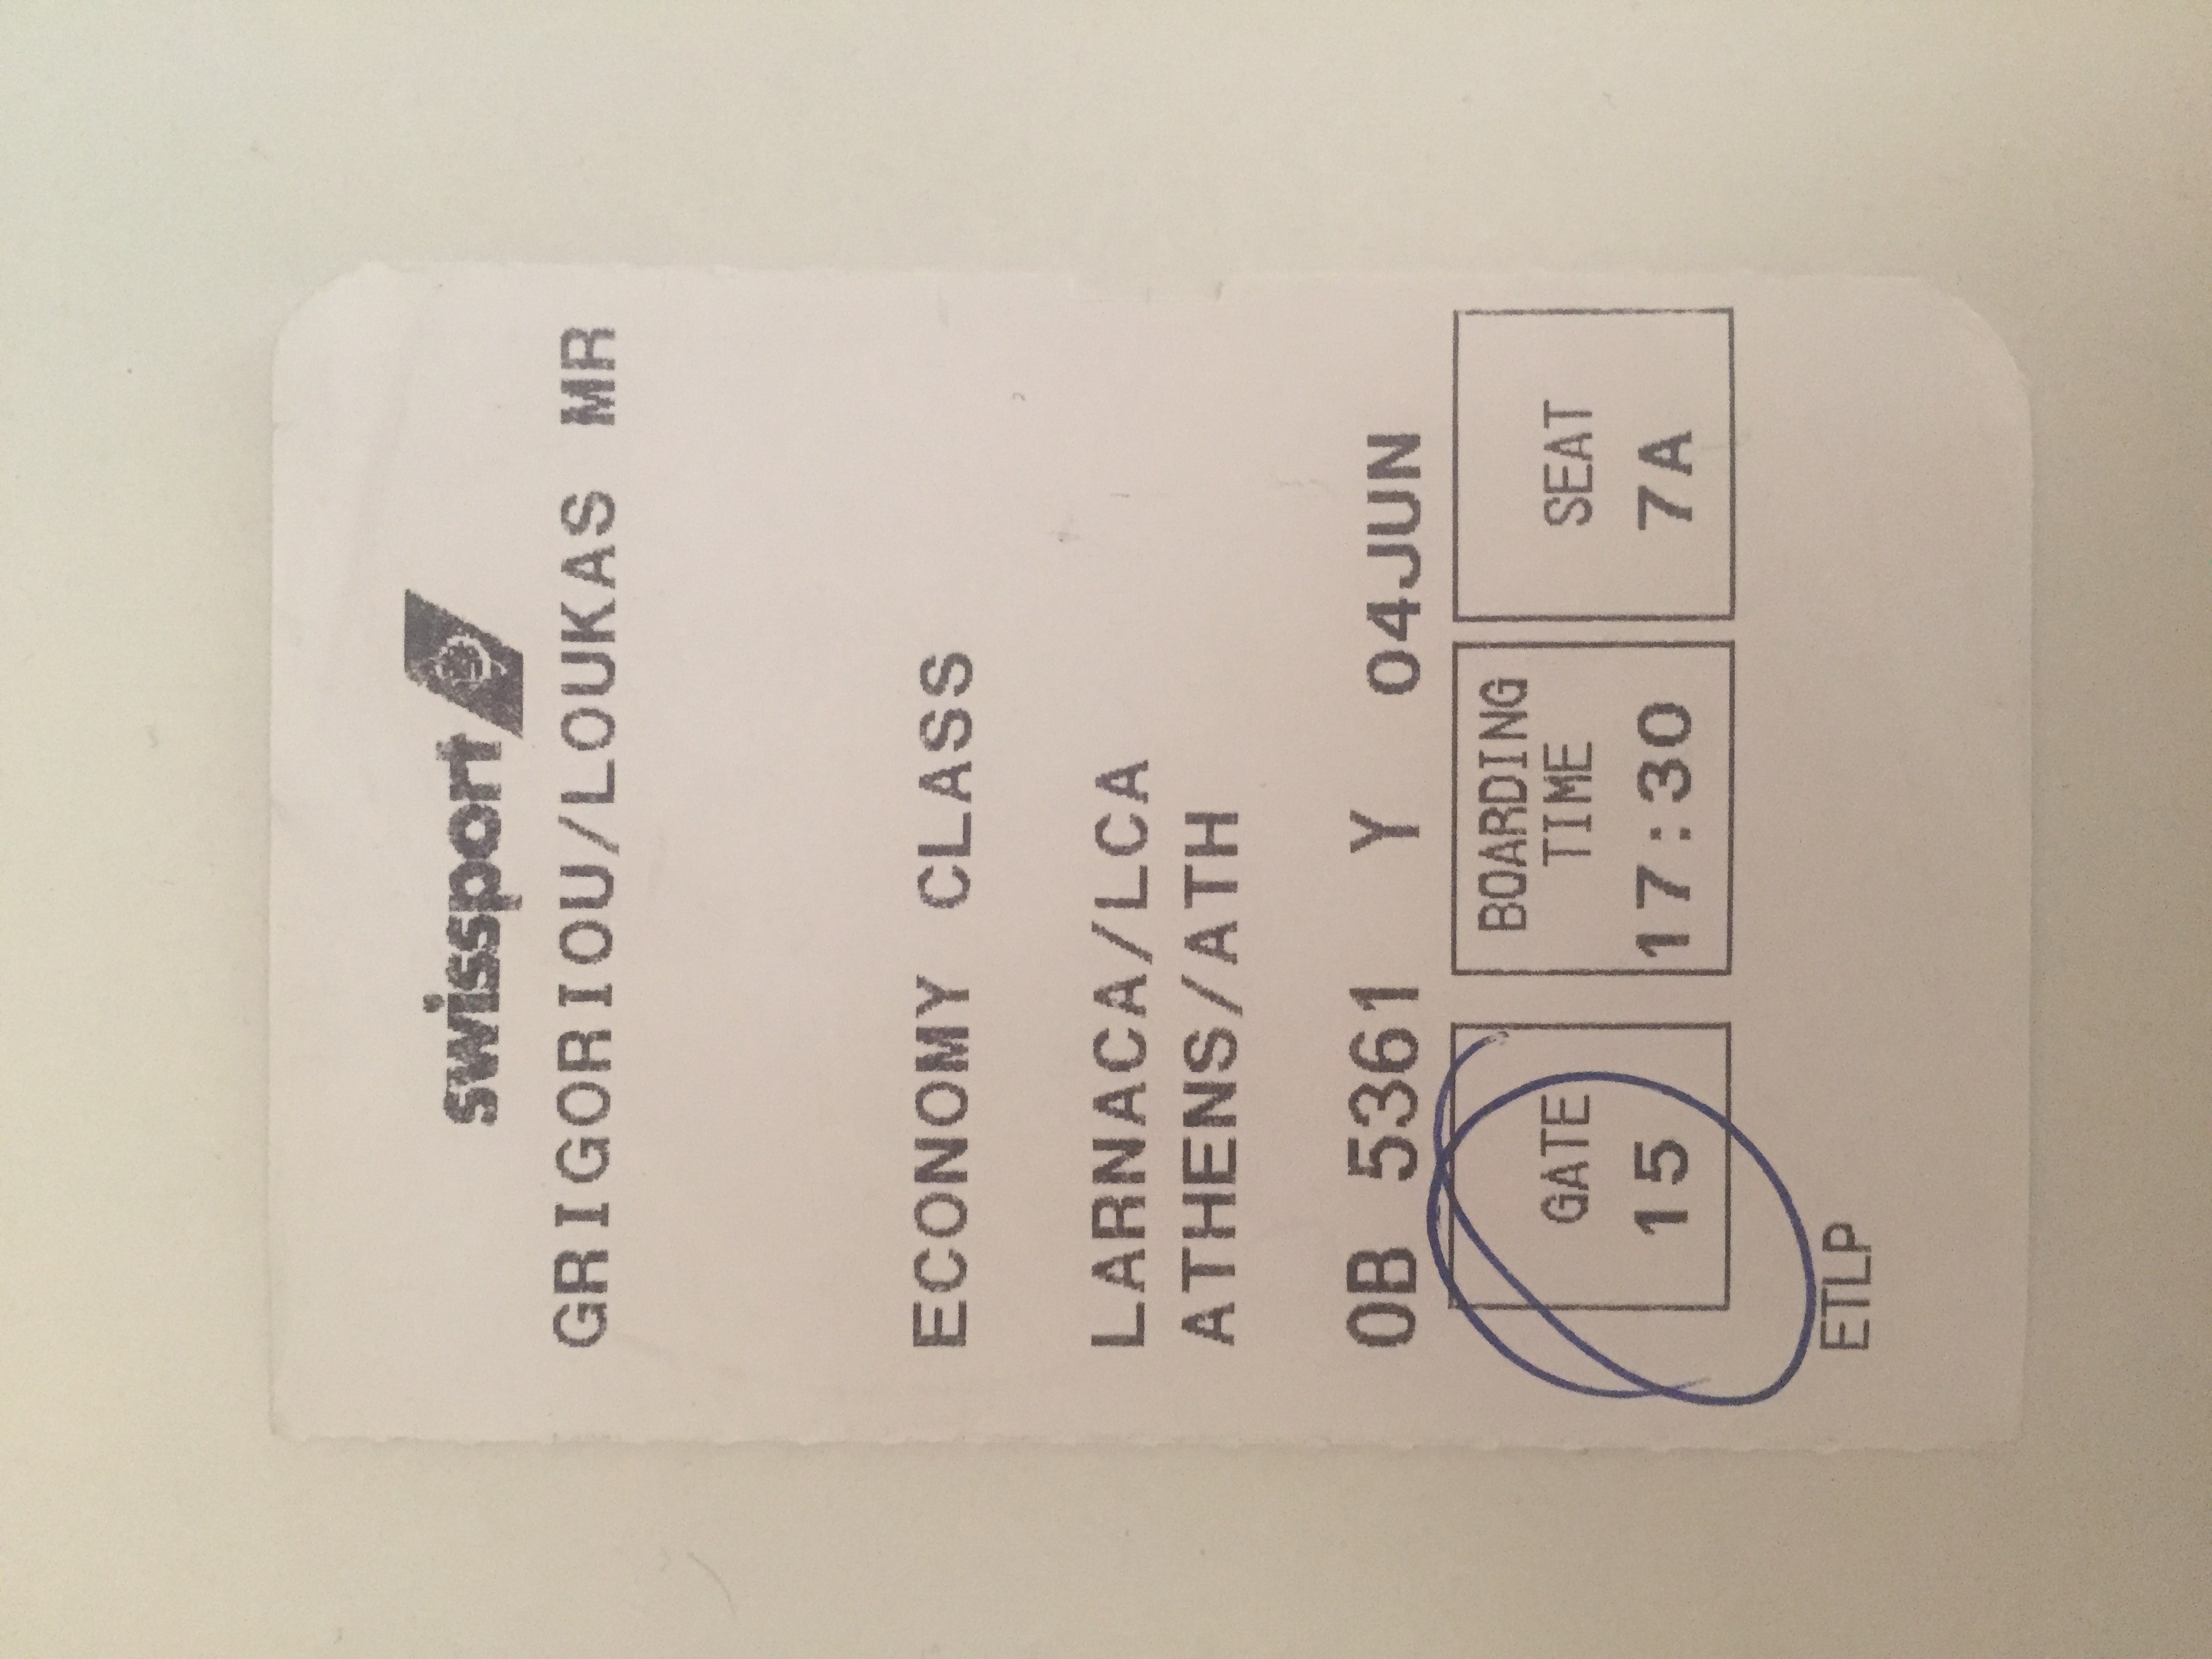 swissport
GRIGORIOU/LOUKAS MR
ECONOMY CLASS
LARNACA/LCA
ATHENS/ATH
0B 5361 Y 04JUN
GATE
15
BOARDING
TIME
17:30
SEAT
7A
ETLP